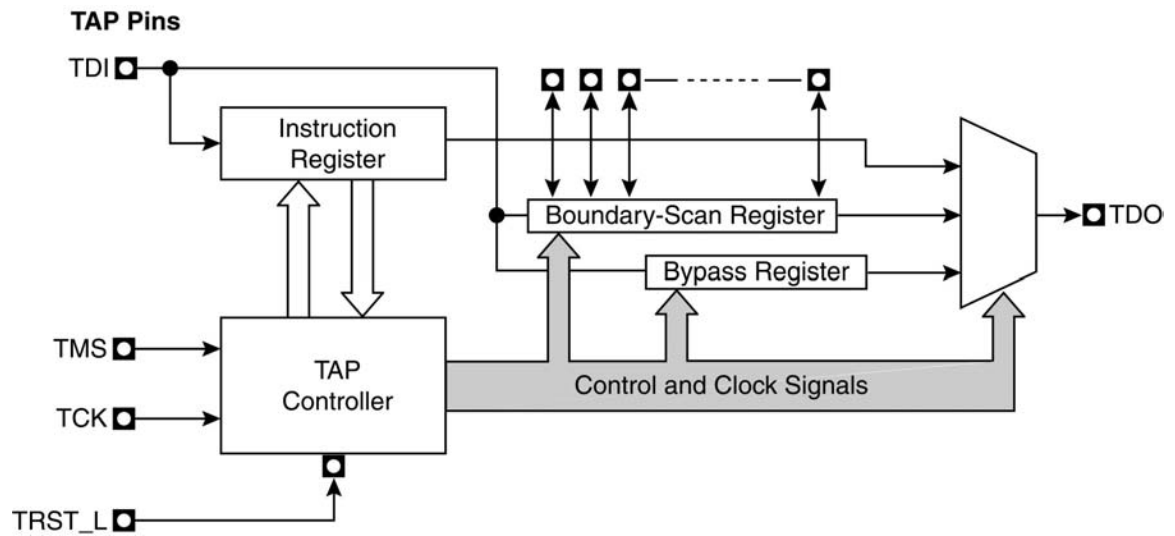 TAP Pins
TDI
Instruction
Register
Boundary-Scan Register
TDO
Bypass Register
TMS
TAP
Controller
Control and Clock Signals
TCK
TRST_L